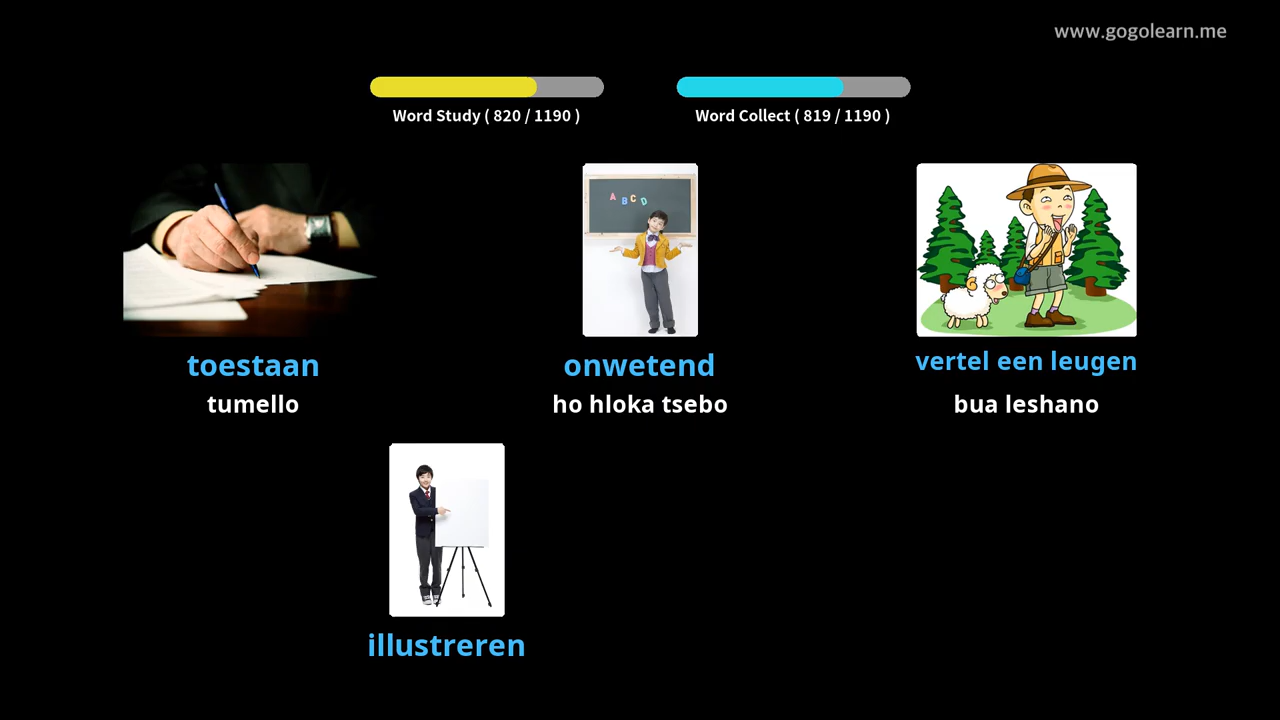 www.gogolearn.me
Word Study ( 820 / 1190 )
Word Collect ( 819 / 1190 )
A B C D
toestaan
onwetend
vertel een leugen
tumello
ho hloka tsebo
bua leshano
illustreren